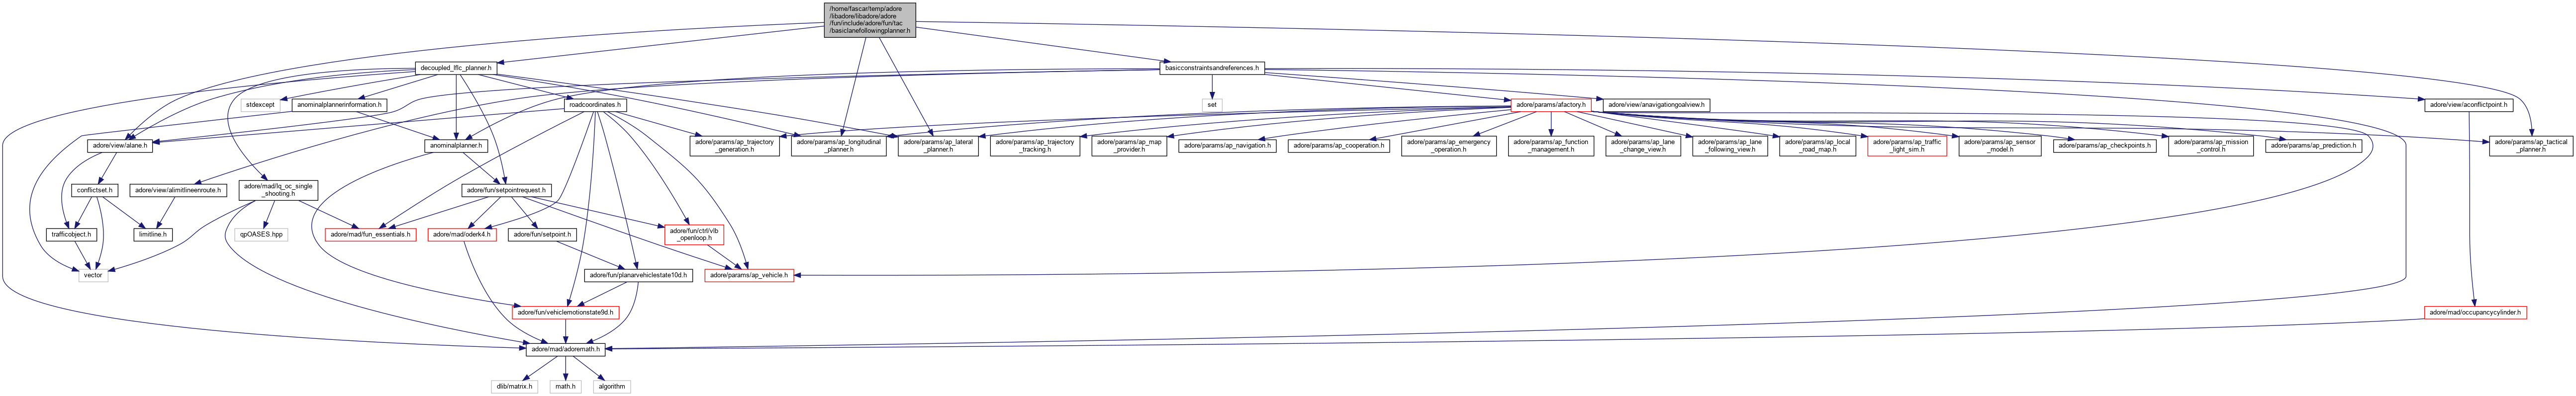 /home/fascar/temp/adore
/libadore/libadore/adore
/fun/include/adore/fun/tac
/basiclanefollowingplanner.h
decoupled_lfic_planner.h
basicconstraintsandreferences.h
stdexcept
anominalplannerinformation.h
roadcoordinates.h
set
adore/params/afactory.h
adore/view/anavigationgoalview.h
adore/view/aconflictpoint.h
adore/view/alane.h
anominalplanner.h
adore/params/ap_trajectory
_generation.h
adore/params/ap_longitudinal
_planner.h
adore/params/ap_lateral
_planner.h
adore/params/ap_trajectory
_tracking.h
adore/params/ap_map
_provider.h
adore/params/ap_navigation.h
adore/params/ap_cooperation.h
adore/params/ap_emergency
_operation.h
adore/params/ap_function
_management.h
adore/params/ap_lane
_change_view.h
adore/params/ap_lane
_following_view.h
adore/params/ap_local
_road_map.h
adore/params/ap_traffic
_light_sim.h
adore/params/ap_sensor
_model.h
adore/params/ap_checkpoints.h
adore/params/ap_mission
_control.h
adore/params/ap_prediction.h
adore/params/ap_tactical
_planner.h
conflictset.h
adore/view/alimitlineenroute.h
adore/mad/lq_oc_single
_shooting.h
adore/fun/setpointrequest.h
trafficobject.h
limitline.h
qpOASES.hpp
adore/mad/fun_essentials.h
adore/mad/oderk4.h
adore/fun/setpoint.h
adore/fun/ctrl/vlb
_openloop.h
vector
adore/fun/planarvehiclestate10d.h
adore/params/ap_vehicle.h
adore/fun/vehiclemotionstate9d.h
adore/mad/occupancycylinder.h
adore/mad/adoremath.h
dlib/matrix.h
math.h
algorithm